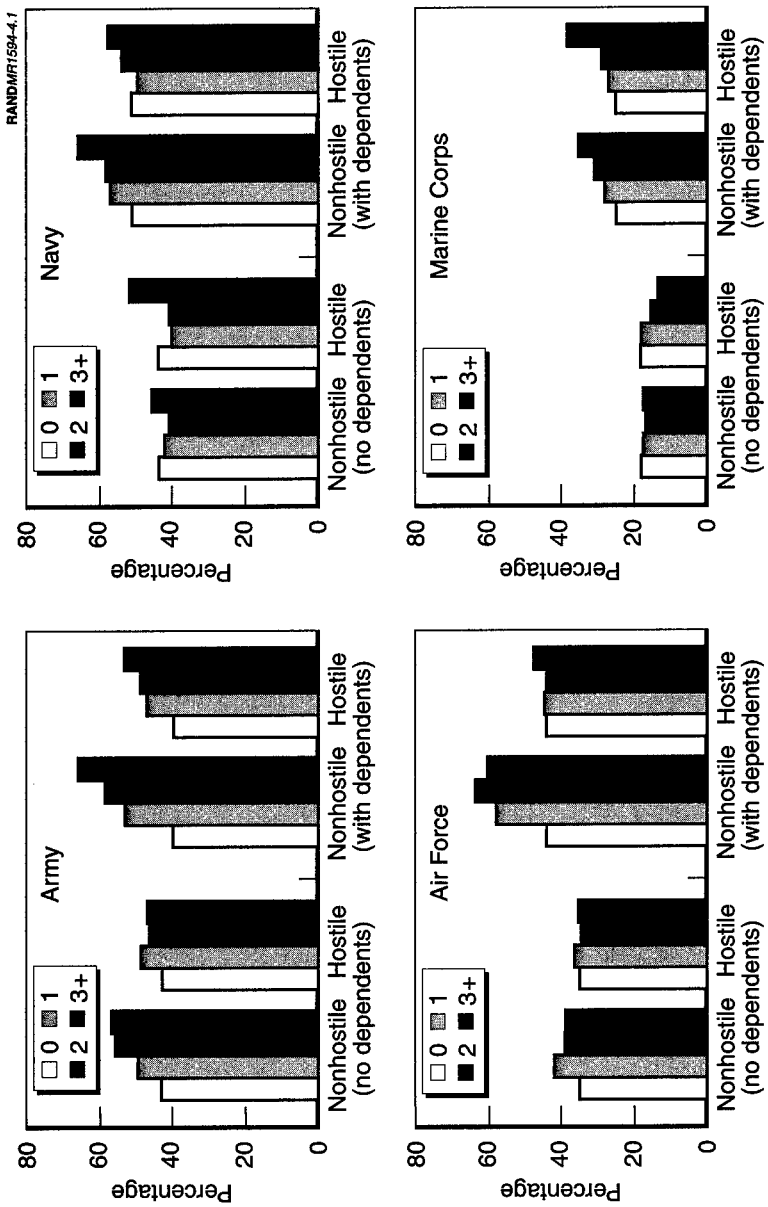 RANDMR1594-4.1
Army
0 1
2 3+
Percentage
80
60
40
20
0
Nonhostile Hostile Nonhostile Hostile
(no dependents) (with dependents)
Navy
0 1
2 3+
Percentage
80
60
40
20
0
Nonhostile Hostile Nonhostile Hostile
(no dependents) (with dependents)
Air Force
0 1
2 3+
Percentage
80
60
40
20
0
Nonhostile Hostile Nonhostile Hostile
(no dependents) (with dependents)
Marine Corps
0 1
2 3+
Percentage
80
60
40
20
0
Nonhostile Hostile Nonhostile Hostile
(no dependents) (with dependents)